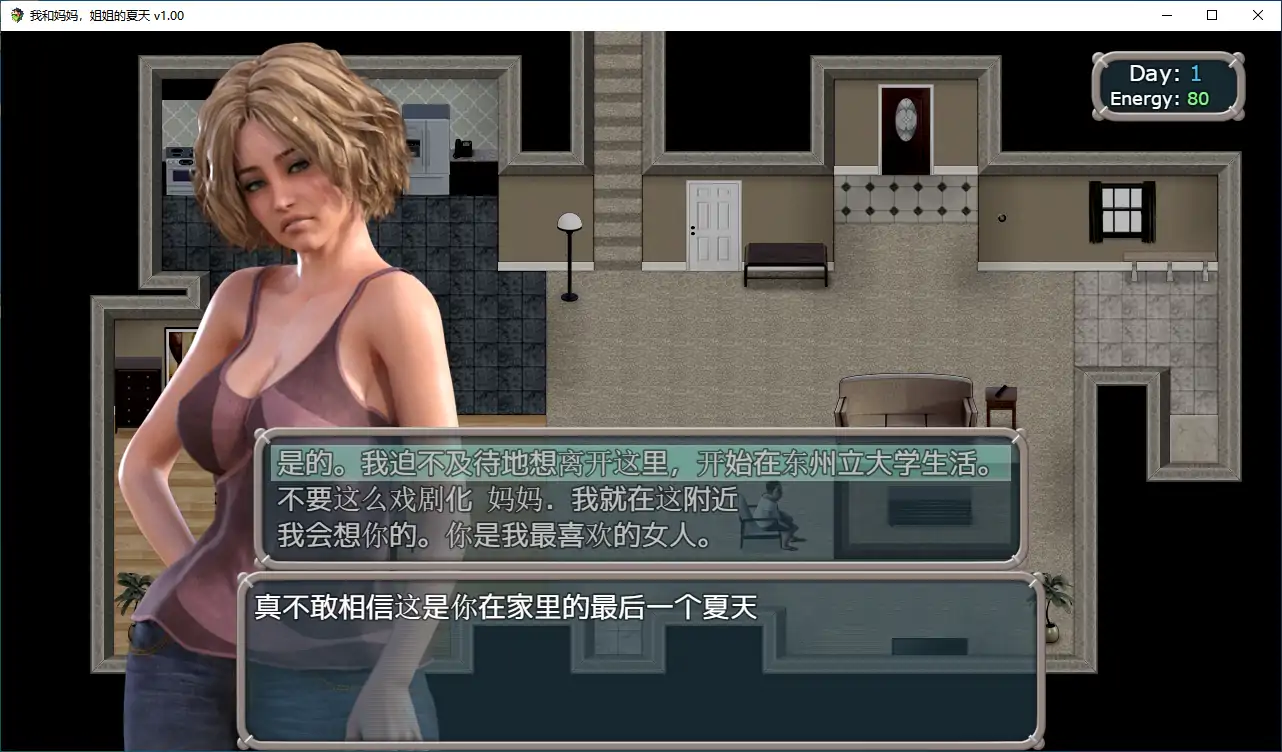 我和妈妈，姐姐的夏天 v1.00
Day: 1
Energy: 80
是的。我迫不及待地想离开这里，开始在东州立大学生活。
不要这么戏剧化 妈妈．我就在这附近
我会想你的。你是我最喜欢的女人。
真不敢相信这是你在家里的最后一个夏天